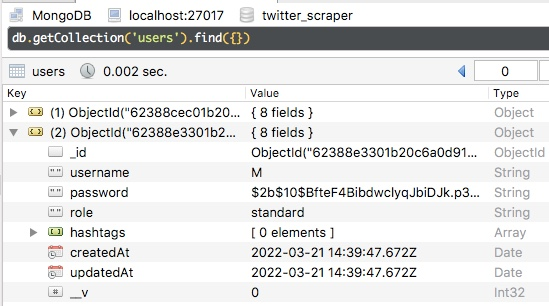 MongoDB localhost:27017 twitter_scraper
db.getCollection('users').find({})
users 0.002 sec. 0
Key Value Type
(1) ObjectId("62388cec01b20... { 8 fields } Object
(2) ObjectId("62388e3301b2... { 8 fields } Object
_id ObjectId("62388e3301b20c6a0d91... ObjectId
username M String
password $2b$10$BfteF4BibdwcIyqJbiDJk.p3... String
role standard String
hashtags [ 0 elements ] Array
createdAt 2022-03-21 14:39:47.672Z Date
updatedAt 2022-03-21 14:39:47.672Z Date
__v 0 Int32